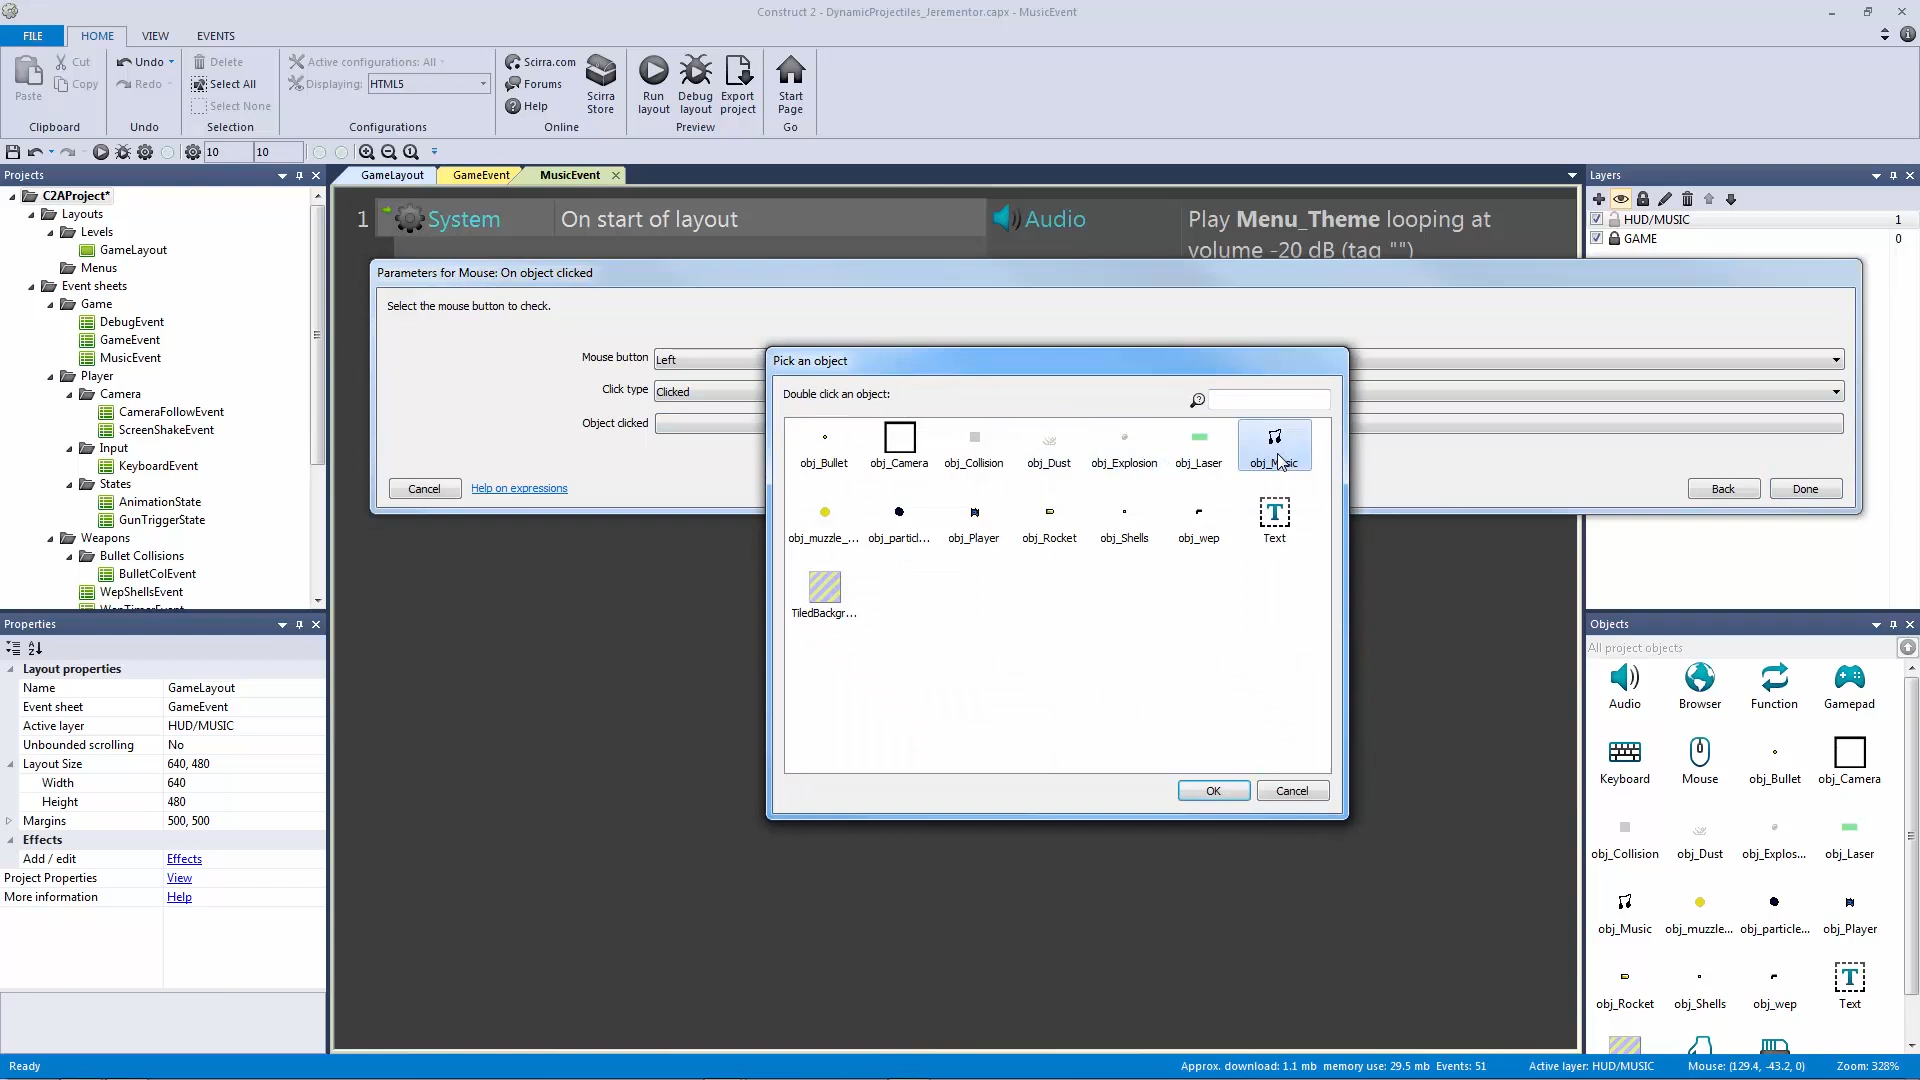 Construct 2 - DynamicProjectiles_Jerementor.capx - MusicEvent
FILE HOME VIEW EVENTS
Paste Cut Copy Undo Redo Delete Select All Select None
Active configurations: All
Displaying: HTML5
Scirra.com Forums Help Scirra Store
Run layout Debug layout Export project Start Page
Clipboard Undo Selection Configurations Online Preview Go
10 10
Projects
C2AProject*
Layouts
Levels
GameLayout
Menus
Event sheets
Game
DebugEvent
GameEvent
MusicEvent
Player
Camera
CameraFollowEvent
ScreenShakeEvent
Input
KeyboardEvent
States
AnimationState
GunTriggerState
Weapons
Bullet Collisions
BulletColEvent
WepShellsEvent
WepTimerEvent
Properties
Layout properties
Name GameLayout
Event sheet GameEvent
Active layer HUD/MUSIC
Unbounded scrolling No
Layout Size 640, 480
Width 640
Height 480
Margins 500, 500
Effects
Add / edit Effects
Project Properties View
More information Help
GameLayout GameEvent MusicEvent
1 System On start of layout Audio Play Menu_Theme looping at
volume -20 dB (tag "")
Parameters for Mouse: On object clicked
Select the mouse button to check.
Mouse button Left
Click type Clicked
Object clicked
Cancel Help on expressions Back Done
Pick an object
Double click an object:
obj_Bullet obj_Camera obj_Collision obj_Dust obj_Explosion obj_Laser obj_Music
obj_muzzle_... obj_particl... obj_Player obj_Rocket obj_Shells obj_wep Text
TiledBackgr...
OK Cancel
Layers
HUD/MUSIC 1
GAME 0
Objects
All project objects
Audio Browser Function Gamepad
Keyboard Mouse obj_Bullet obj_Camera
obj_Collision obj_Dust obj_Explos... obj_Laser
obj_Music obj_muzzle... obj_particle... obj_Player
obj_Rocket obj_Shells obj_wep Text
Ready Approx. download: 1.1 mb memory use: 29.5 mb Events: 51 Active layer: HUD/MUSIC Mouse: (129.4, -43.2, 0) Zoom: 328%